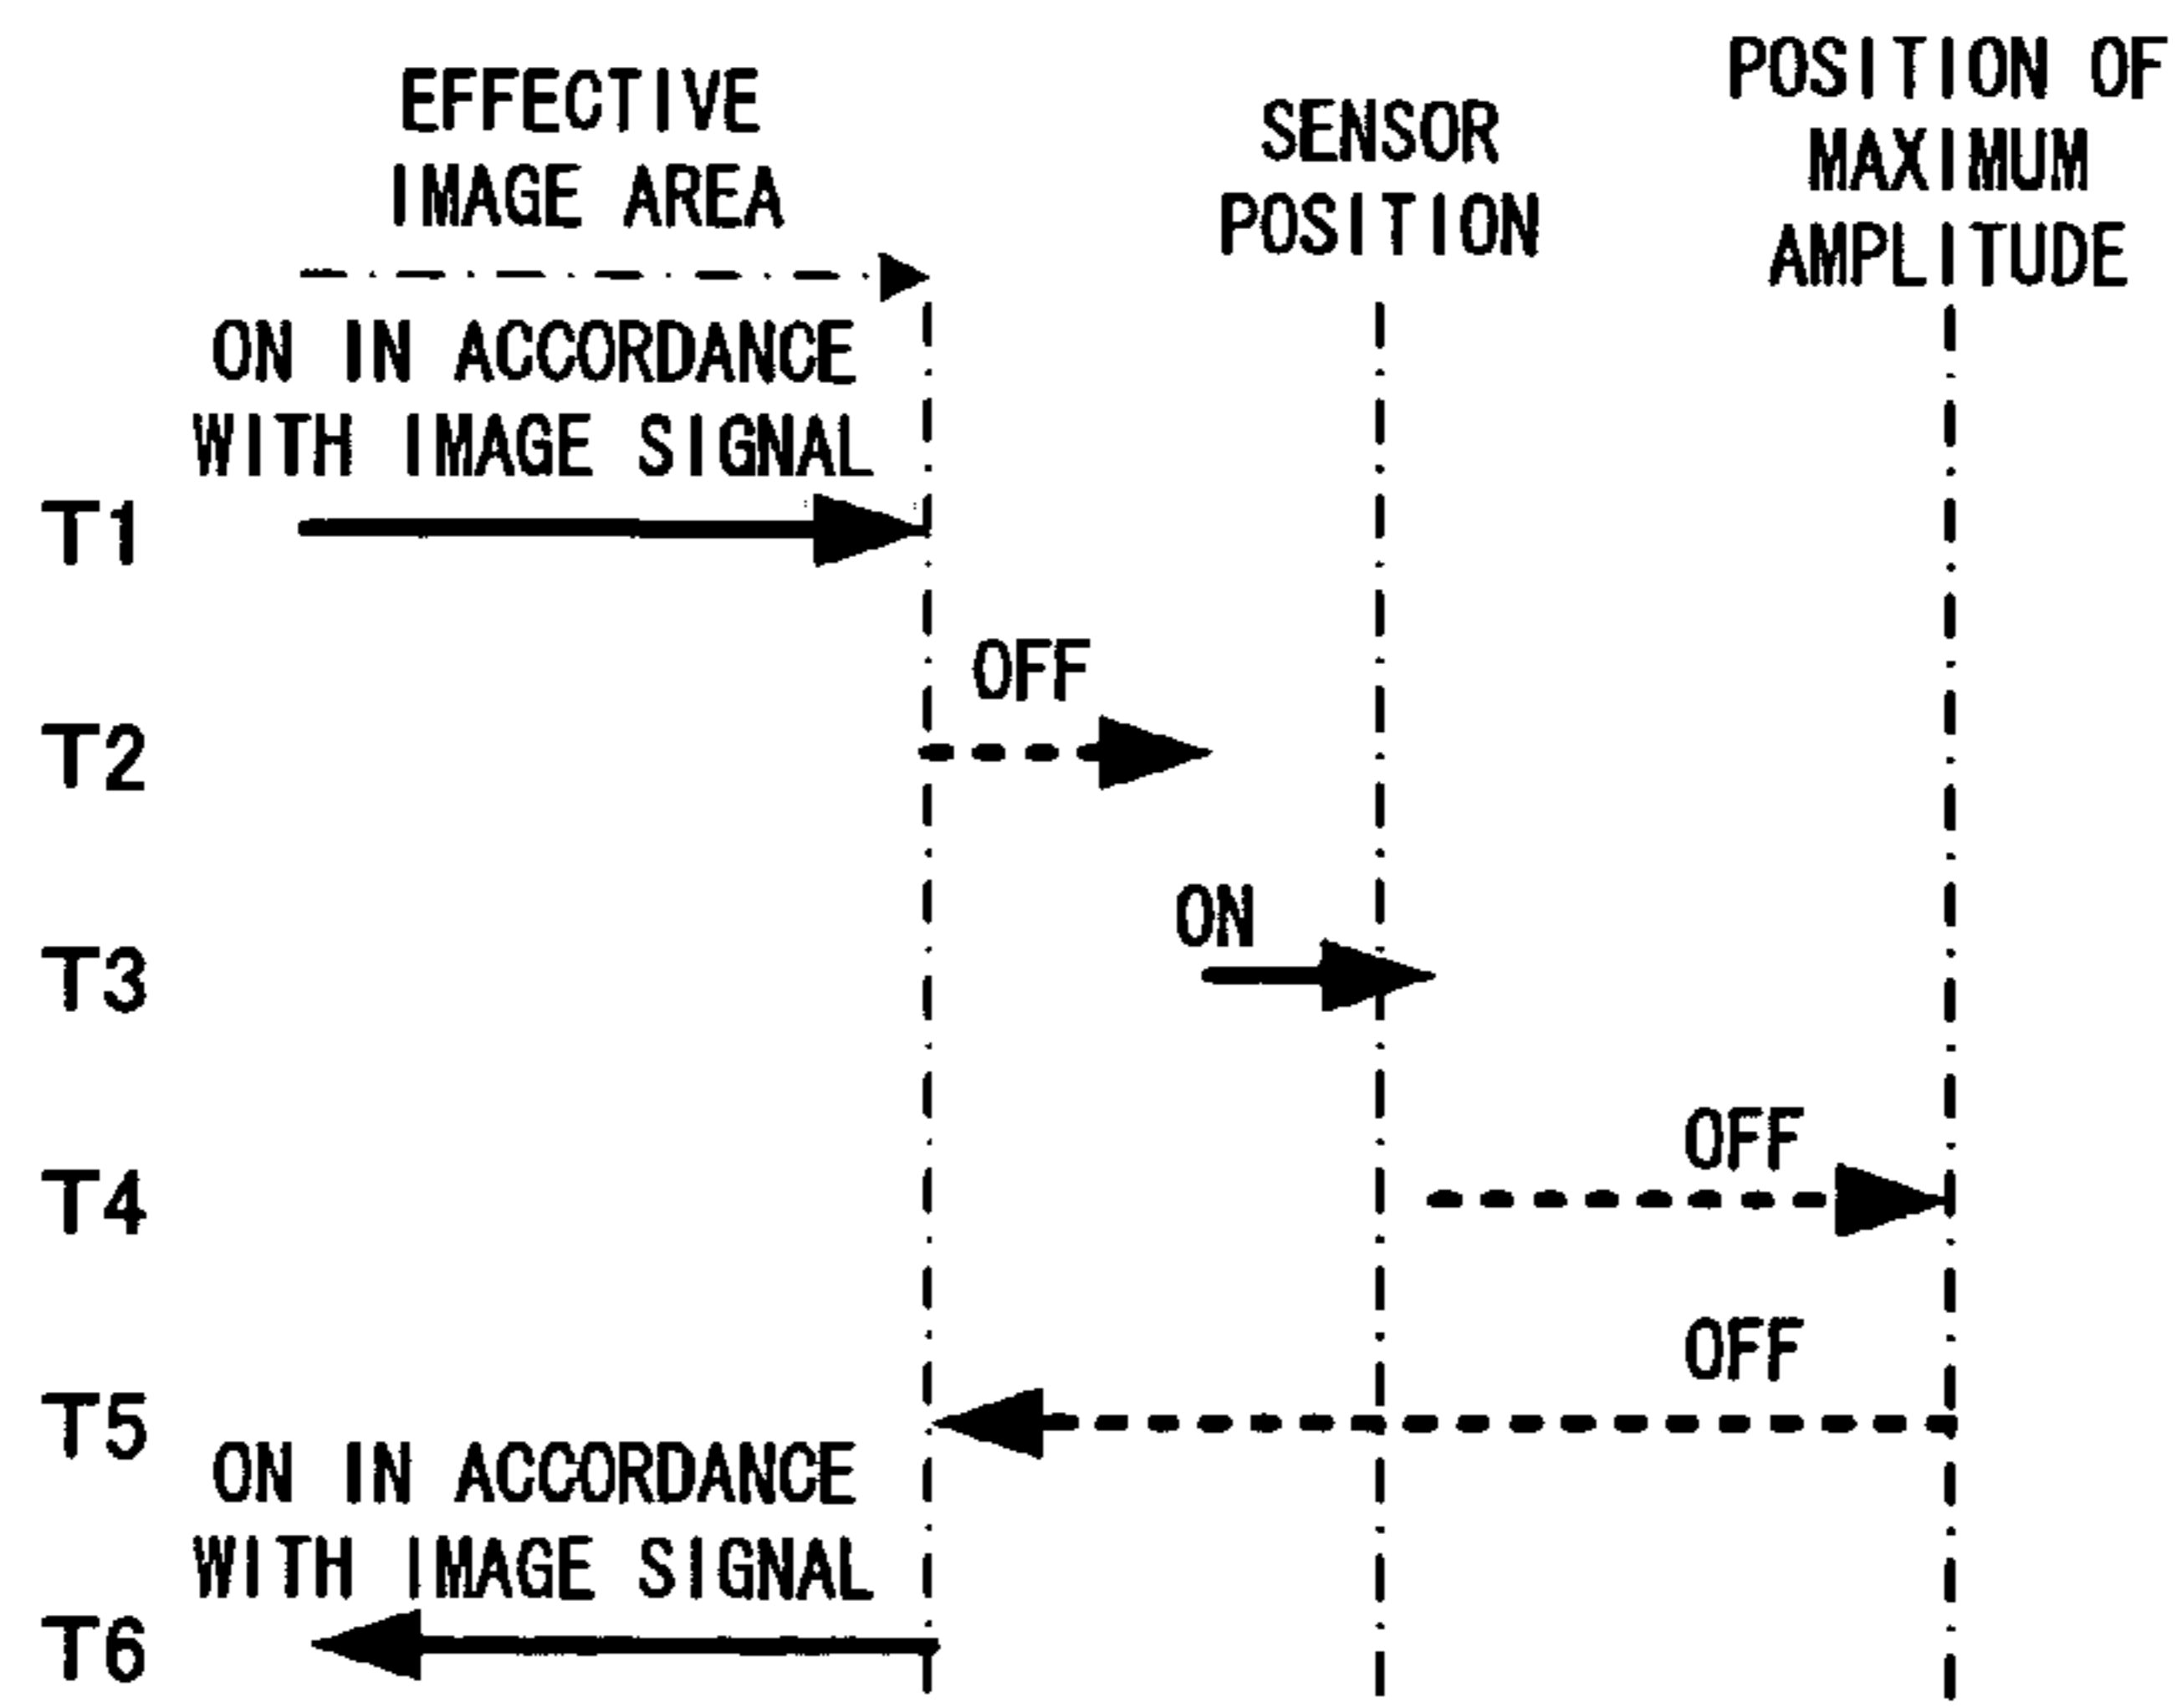 EFFECTIVE
IMAGE AREA
SENSOR
POSITION
POSITION OF
MAXIMUM
AMPLITUDE
ON IN ACCORDANCE
WITH IMAGE SIGNAL
T1
OFF
T2
ON
T3
OFF
T4
OFF
T5
ON IN ACCORDANCE
WITH IMAGE SIGNAL
T6